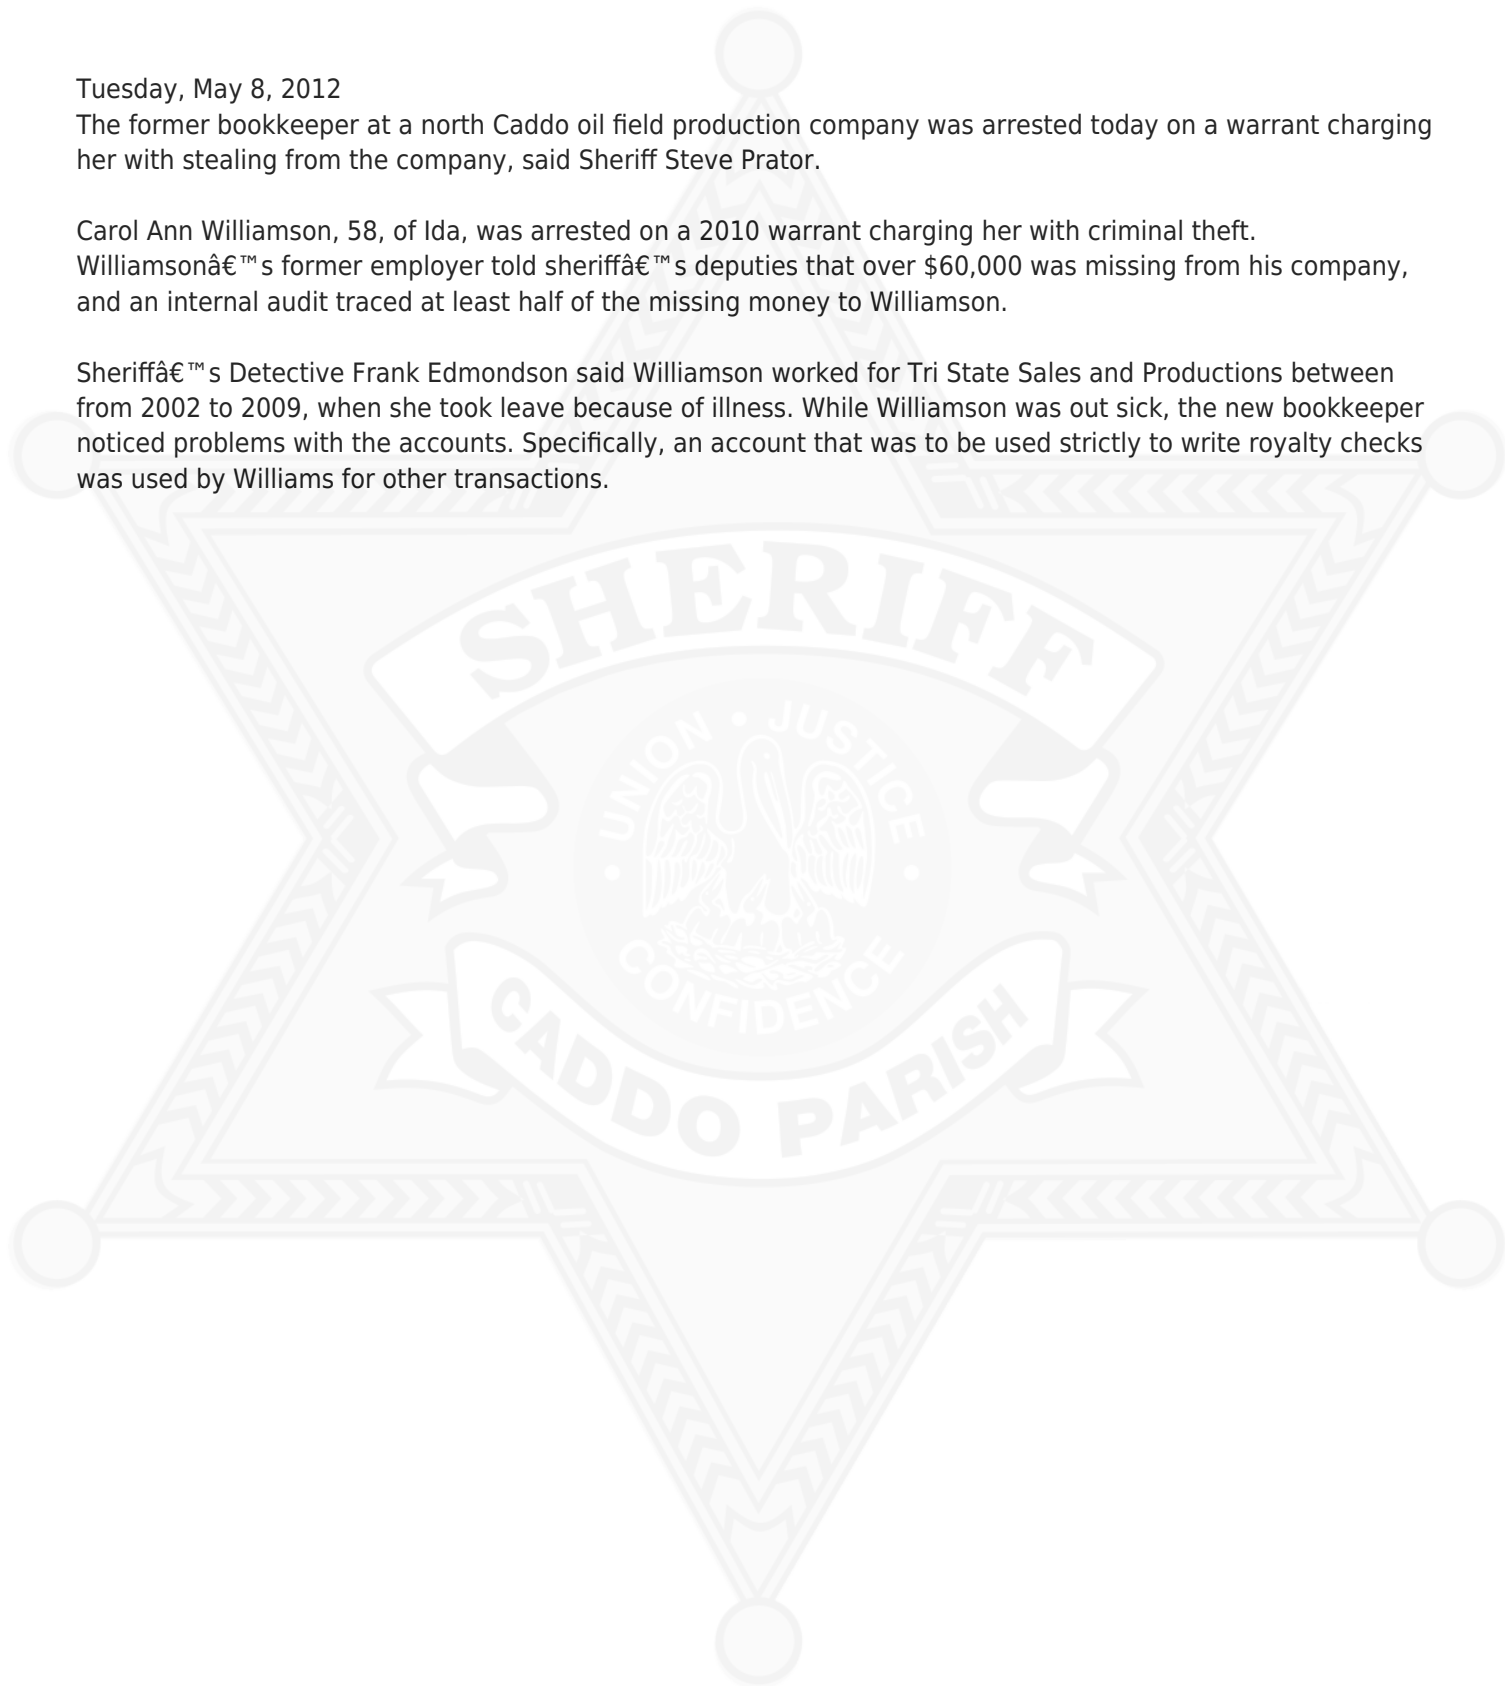 Tuesday, May 8, 2012
The former bookkeeper at a north Caddo oil field production company was arrested today on a warrant charging
her with stealing from the company, said Sheriff Steve Prator.
Carol Ann Williamson, 58, of Ida, was arrested on a 2010 warrant charging her with criminal theft.
Williamsonâ€™s former employer told sheriffâ€™s deputies that over $60,000 was missing from his company,
and an internal audit traced at least half of the missing money to Williamson.
Sheriffâ€™s Detective Frank Edmondson said Williamson worked for Tri State Sales and Productions between
from 2002 to 2009, when she took leave because of illness. While Williamson was out sick, the new bookkeeper
noticed problems with the accounts. Specifically, an account that was to be used strictly to write royalty checks
was used by Williams for other transactions.
SHERIFF
UNION • JUSTICE •
• CONFIDENCE
CADDO PARISH